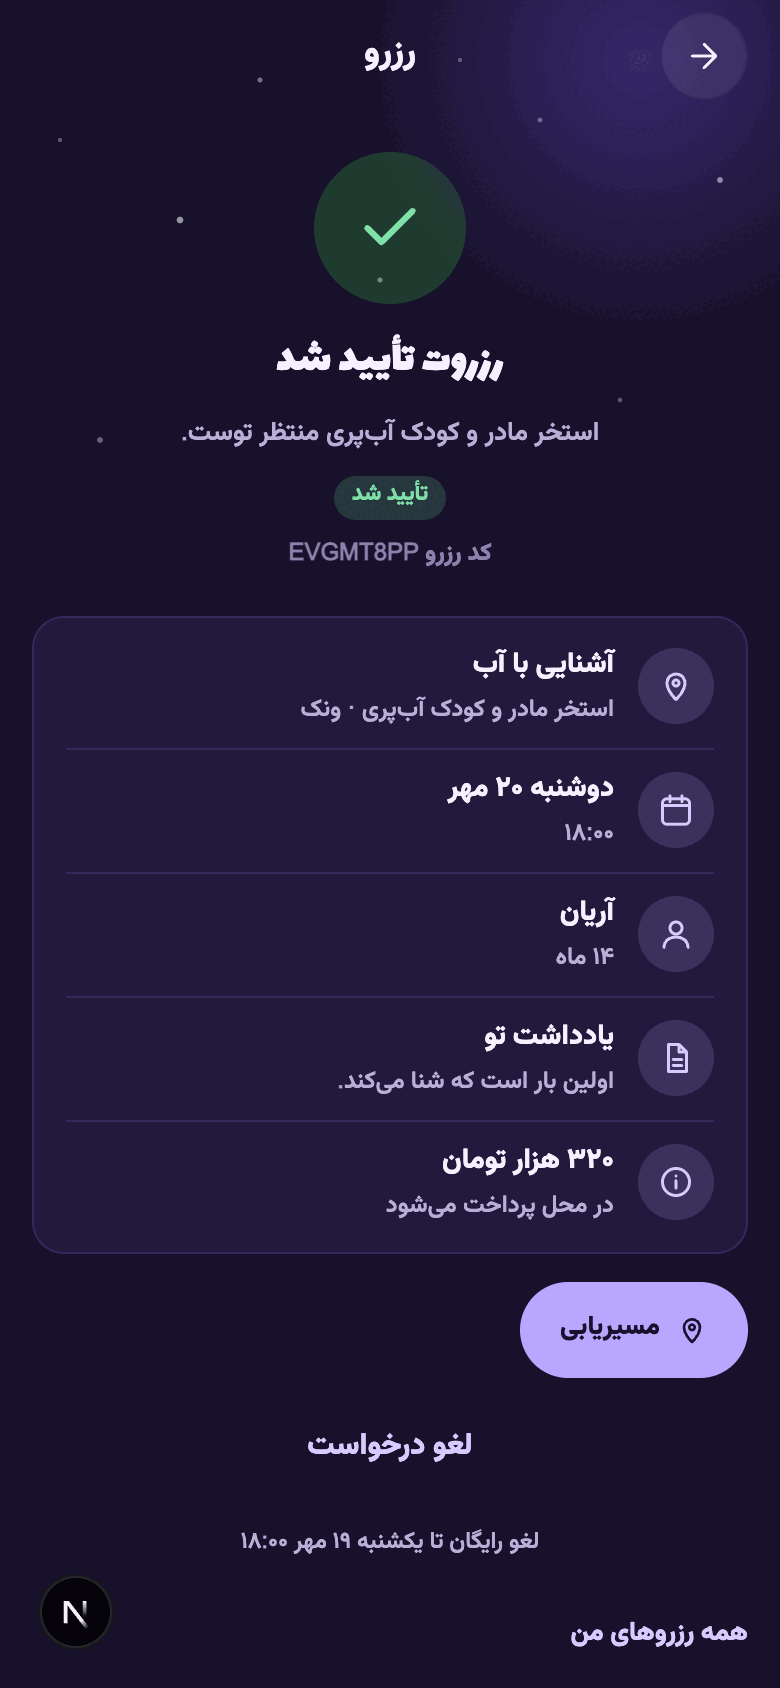 رزرو
رزروت تأیید شد
استخر مادر و کودک آب‌پری منتظر توست.
تأیید شد
کد رزرو EVGMT8PP
آشنایی با آب
استخر مادر و کودک آب‌پری · ونک
دوشنبه ۲۰ مهر
۱۸:۰۰
آریان
۱۴ ماه
یادداشت تو
اولین بار است که شنا می‌کند.
۳۲۰ هزار تومان
در محل پرداخت می‌شود
مسیریابی
لغو درخواست
لغو رایگان تا یکشنبه ۱۹ مهر ۱۸:۰۰
همه رزروهای من
N